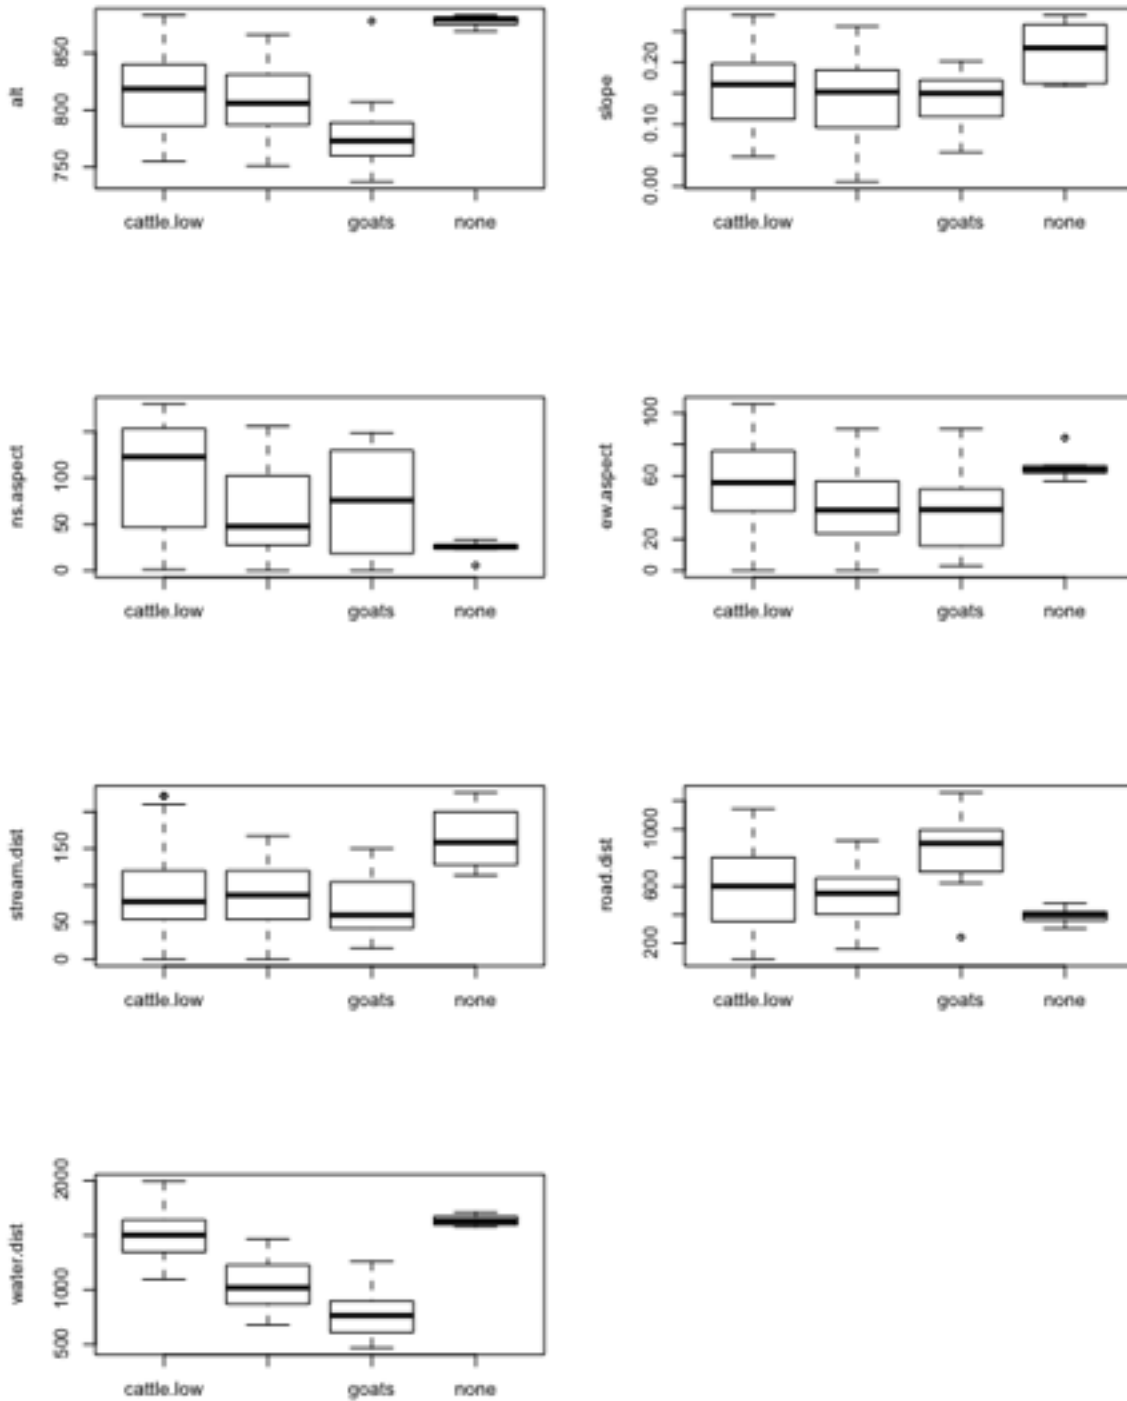 alt
850
800
750
cattle.low goats none
slope
0.20
0.10
0.00
cattle.low goats none
ns.aspect
100
50
0
cattle.low goats none
ew.aspect
100
60
20
0
cattle.low goats none
stream.dist
150
50
0
cattle.low goats none
road.dist
1000
600
200
cattle.low goats none
water.dist
2000
1000
500
cattle.low goats none